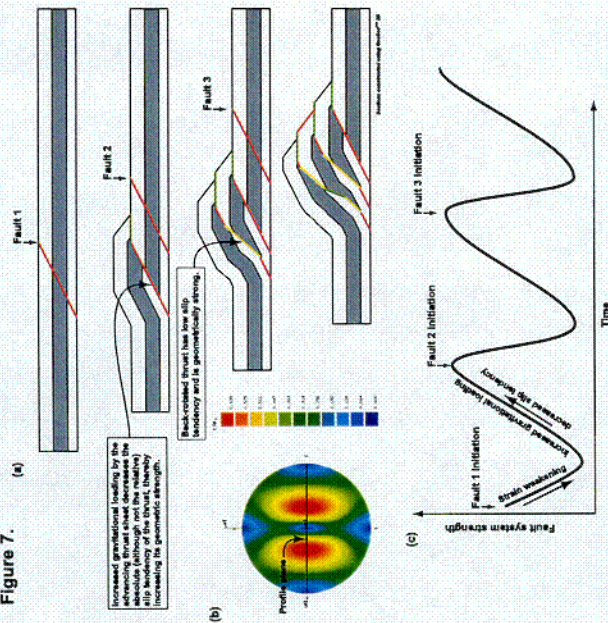 Figure 7.
(a)
Fault 1
Increased gravitational loading by the
advancing thrust sheet decreases the
absolute (although not the relative)
slip tendency of the thrust, thereby
increasing its geometric strength.
Fault 2
Back-rotated thrust has low slip
tendency and is geometrically strong.
Fault 3
(b)
Profile plane
(c)
Fault system strength
Fault 1 initiation
Strain weakening
Increased gravitational loading
decreased slip tendency
Fault 2 initiation
Fault 3 initiation
Time